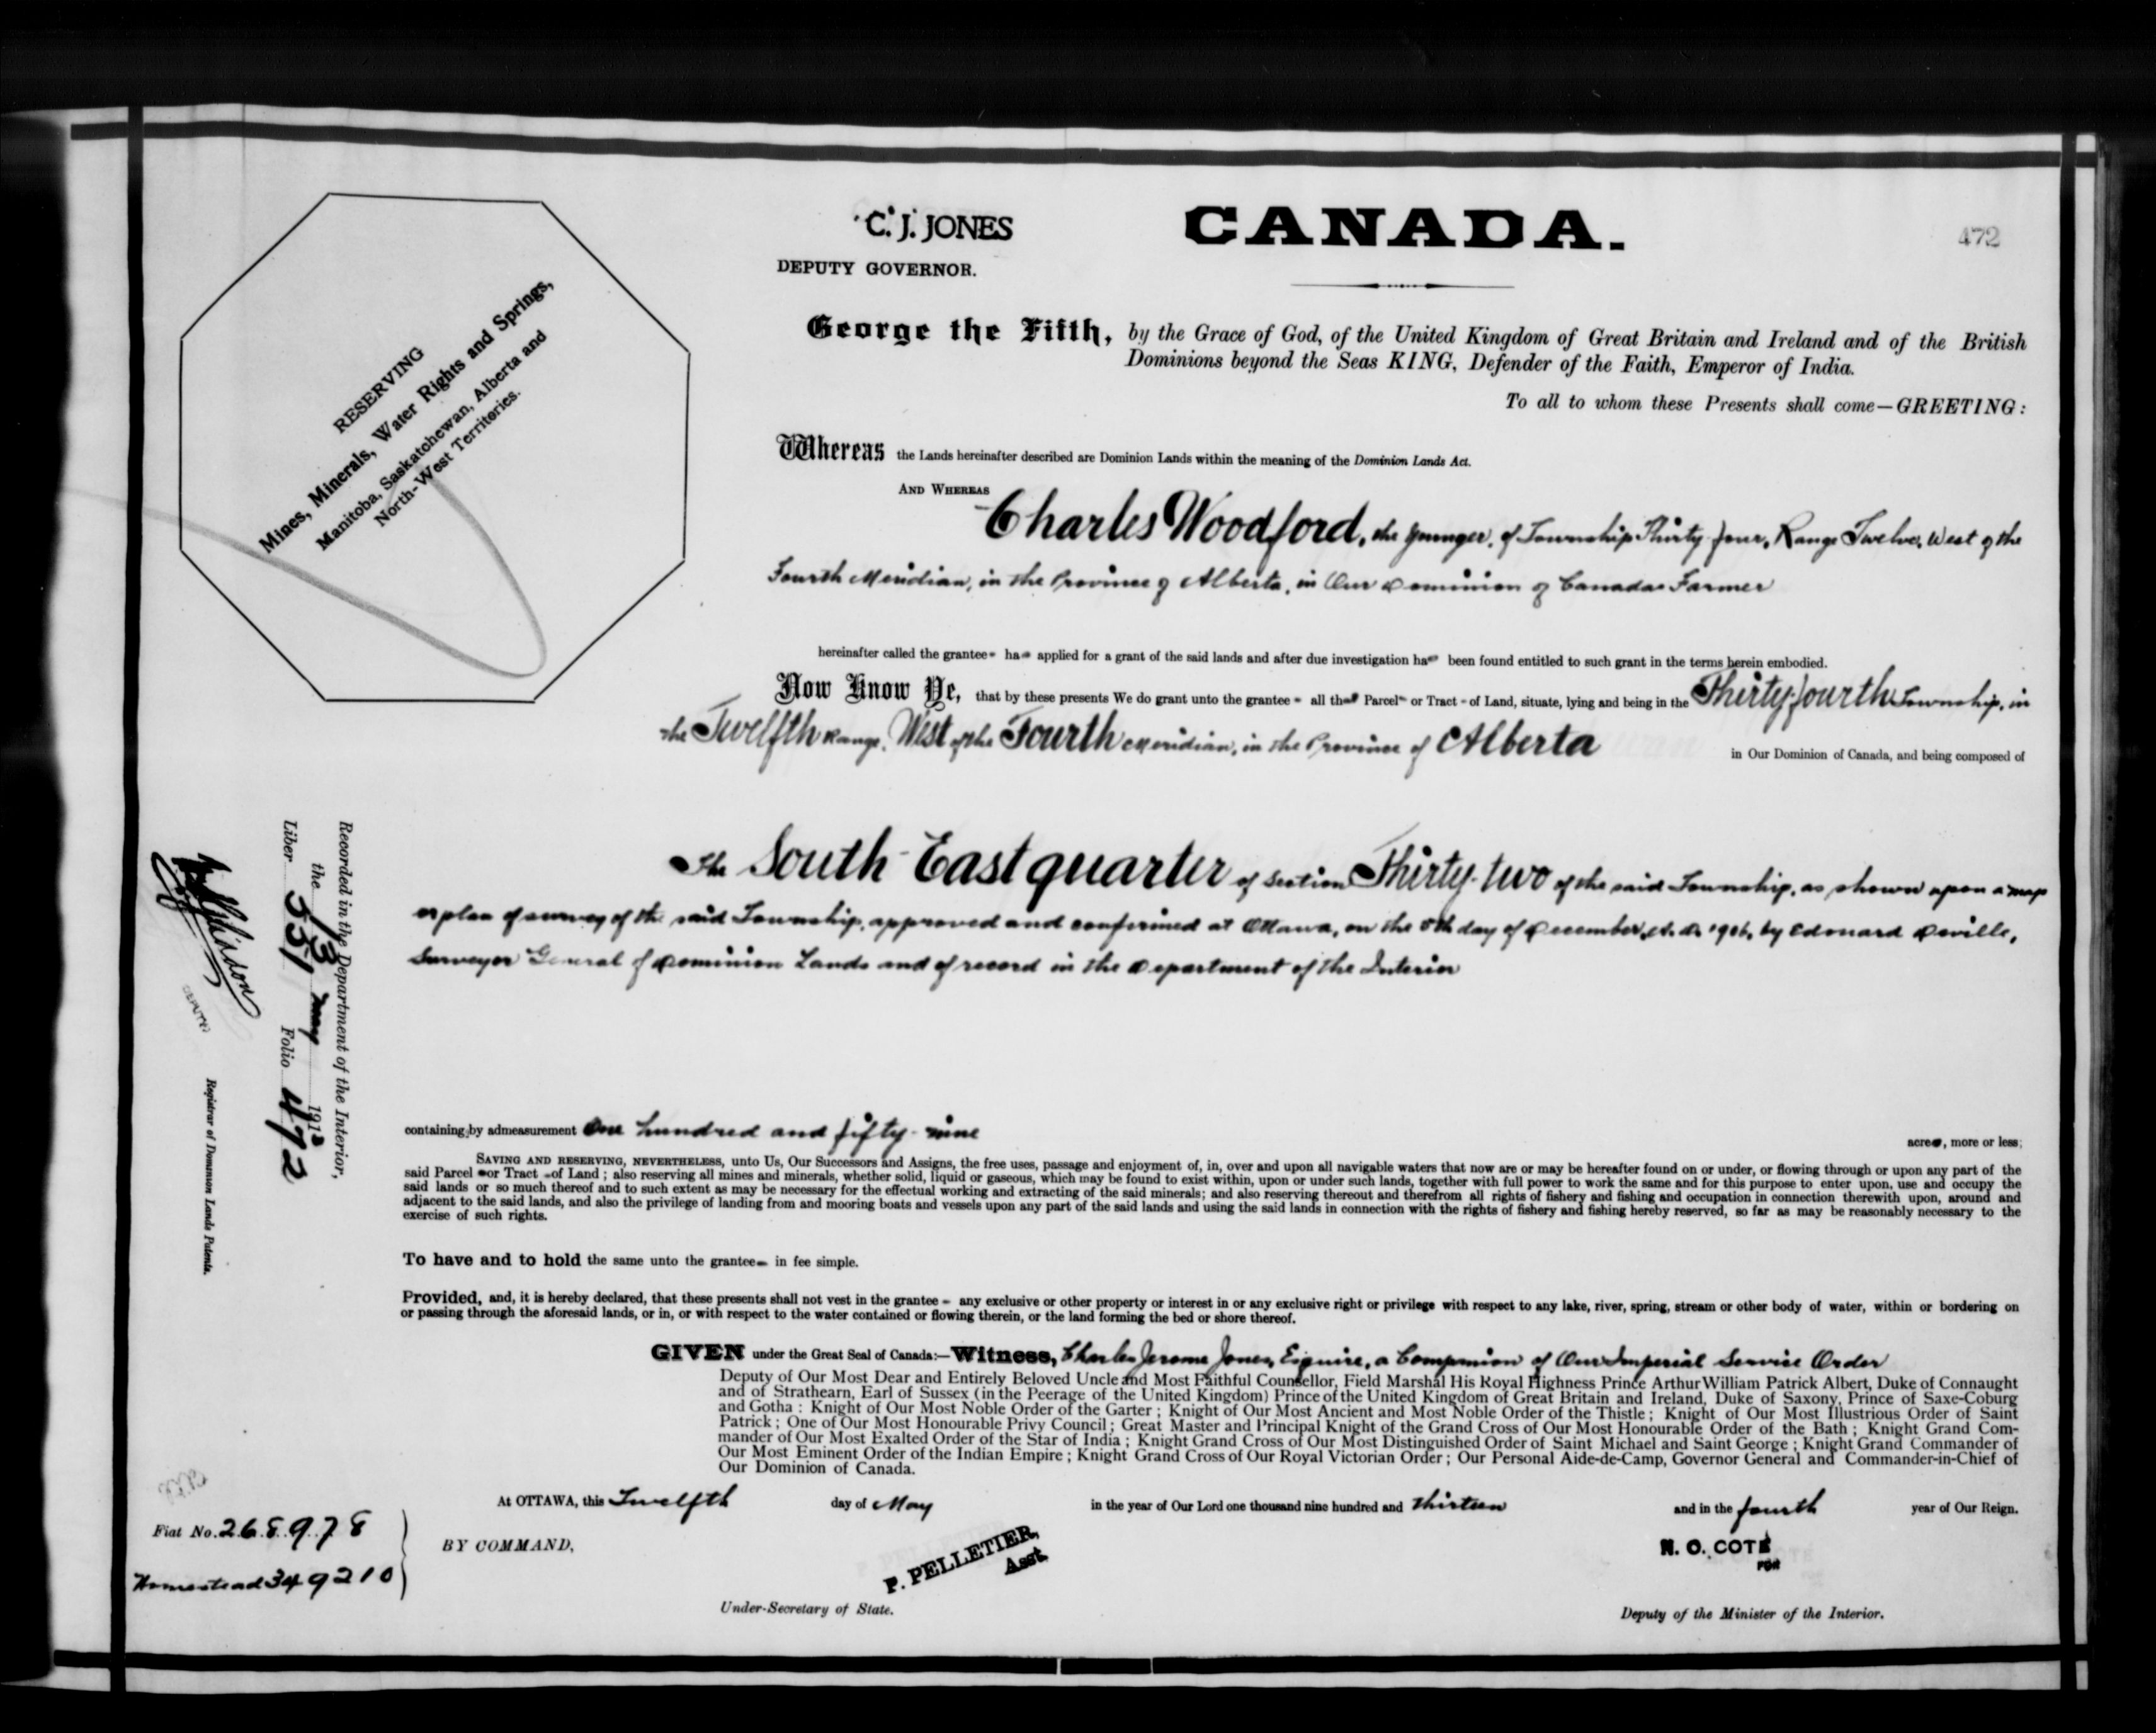 C. J. JONES
DEPUTY GOVERNOR.
CANADA.
472
RESERVING
Mines, Minerals, Water Rights and Springs,
Manitoba, Saskatchewan, Alberta and
North-West Territories.
George the Fifth, by the Grace of God, of the United Kingdom of Great Britain and Ireland and of the British
Dominions beyond the Seas KING, Defender of the Faith, Emperor of India.
To all to whom these Presents shall come—GREETING:
Whereas the Lands hereinafter described are Dominion Lands within the meaning of the Dominion Lands Act.
AND WHEREAS
Charles Woodford, the younger, of Township Thirty-four, Range Twelve, West of the
Fourth Meridian, in the Province of Alberta, in Our Dominion of Canada Farmer
hereinafter called the grantee has applied for a grant of the said lands and after due investigation has been found entitled to such grant in the terms herein embodied.
Now Know Ye, that by these presents We do grant unto the grantee all that Parcel or Tract of Land, situate, lying and being in the Thirty-fourth Township, in
the Twelfth Range, West of the Fourth Meridian, in the Province of Alberta in Our Dominion of Canada, and being composed of
The South-East quarter of Section Thirty-two of the said Township, as shown upon a map
or plan of survey of the said Township, approved and confirmed at Ottawa, on the 5th day of December, A. D. 1906, by Edouard Deville,
Surveyor General of Dominion Lands and of record in the Department of the Interior
containing by admeasurement One hundred and fifty-nine acres, more or less;
SAVING AND RESERVING, NEVERTHELESS, unto Us, Our Successors and Assigns, the free uses, passage and enjoyment of, in, over and upon all navigable waters that now are or may be hereafter found on or under, or flowing through or upon any part of the
said Parcel or Tract of Land; also reserving all mines and minerals, whether solid, liquid or gaseous, which may be found to exist within, upon or under such lands, together with full power to work the same and for this purpose to enter upon, use and occupy the
said lands or so much thereof and to such extent as may be necessary for the effectual working and extracting of the said minerals; and also reserving thereout and therefrom all rights of fishery and fishing and occupation in connection therewith upon, around and
adjacent to the said lands, and also the privilege of landing from and mooring boats and vessels upon any part of the said lands and using the said lands in connection with the rights of fishery and fishing hereby reserved, so far as may be reasonably necessary to the
exercise of such rights.
To have and to hold the same unto the grantee in fee simple.
Provided, and, it is hereby declared, that these presents shall not vest in the grantee any exclusive or other property or interest in or any exclusive right or privilege with respect to any lake, river, spring, stream or other body of water, within or bordering on
or passing through the aforesaid lands, or in, or with respect to the water contained or flowing therein, or the land forming the bed or shore thereof.
GIVEN under the Great Seal of Canada:—Witness, Charles Jerome Jones, Esquire, a Companion of Our Imperial Service Order
Deputy of Our Most Dear and Entirely Beloved Uncle and Most Faithful Counsellor, Field Marshal His Royal Highness Prince Arthur William Patrick Albert, Duke of Connaught
and of Strathearn, Earl of Sussex (in the Peerage of the United Kingdom) Prince of the United Kingdom of Great Britain and Ireland, Duke of Saxony, Prince of Saxe-Coburg
and Gotha: Knight of Our Most Noble Order of the Garter; Knight of Our Most Ancient and Most Noble Order of the Thistle; Knight of Our Most Illustrious Order of Saint
Patrick; One of Our Most Honourable Privy Council; Great Master and Principal Knight of the Grand Cross of Our Most Honourable Order of the Bath; Knight Grand Com-
mander of Our Most Exalted Order of the Star of India; Knight Grand Cross of Our Most Distinguished Order of Saint Michael and Saint George; Knight Grand Commander of
Our Most Eminent Order of the Indian Empire; Knight Grand Cross of Our Royal Victorian Order; Our Personal Aide-de-Camp, Governor General and Commander-in-Chief of
Our Dominion of Canada.
At OTTAWA, this Twelfth day of May in the year of Our Lord one thousand nine hundred and thirteen and in the fourth year of Our Reign.
BY COMMAND,
P. PELLETIER,
Asst.
Under-Secretary of State.
N. O. COTE
FOR
Deputy of the Minister of the Interior.
Fiat No. 268978
Homestead 349210
Recorded in the Department of the Interior,
the 13 May 1913
Liber 551 Folio 472
DEPUTY
Registrar of Dominion Lands Patents.